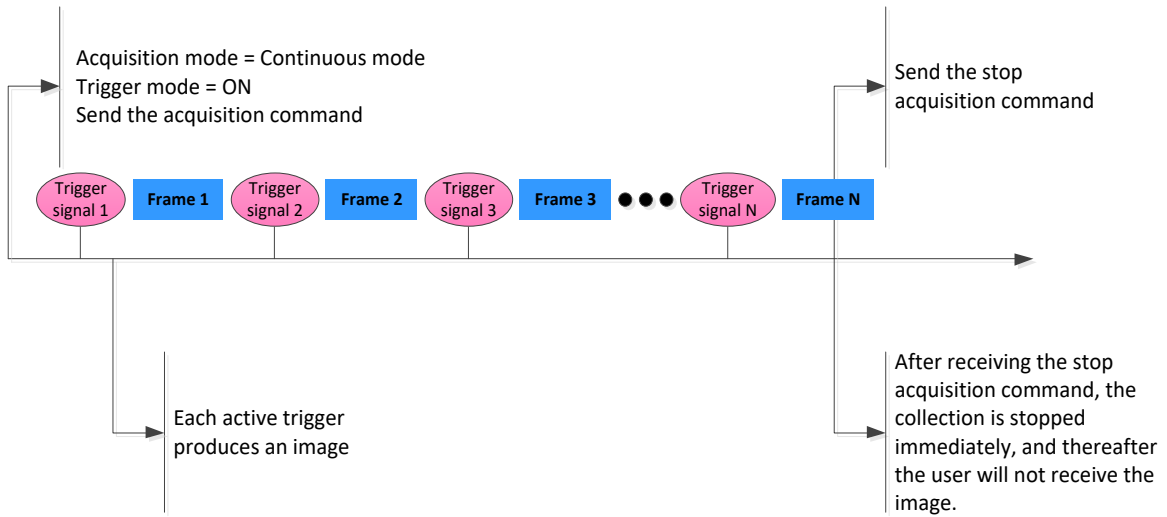 Acquisition mode = Continuous mode
Trigger mode = ON
Send the acquisition command
Send the stop
acquisition command
Trigger
signal 1
Frame 1
Trigger
signal 2
Frame 2
Trigger
signal 3
Frame 3
Trigger
signal N
Frame N
Each active trigger
produces an image
After receiving the stop
acquisition command, the
collection is stopped
immediately, and thereafter
the user will not receive the
image.